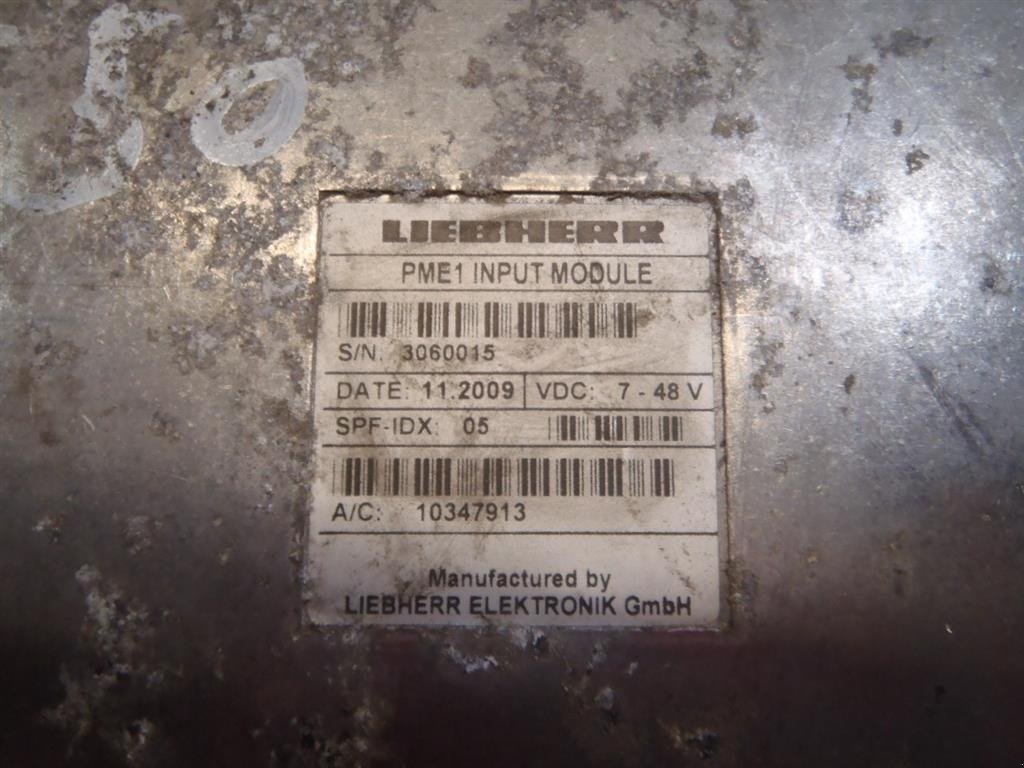 50
LIEBHERR
PME1 INPUT MODULE
S/N: 3060015
DATE: 11.2009 VDC: 7 - 48 V
SPF-IDX: 05
A/C: 10347913
Manufactured by
LIEBHERR ELEKTRONIK GmbH